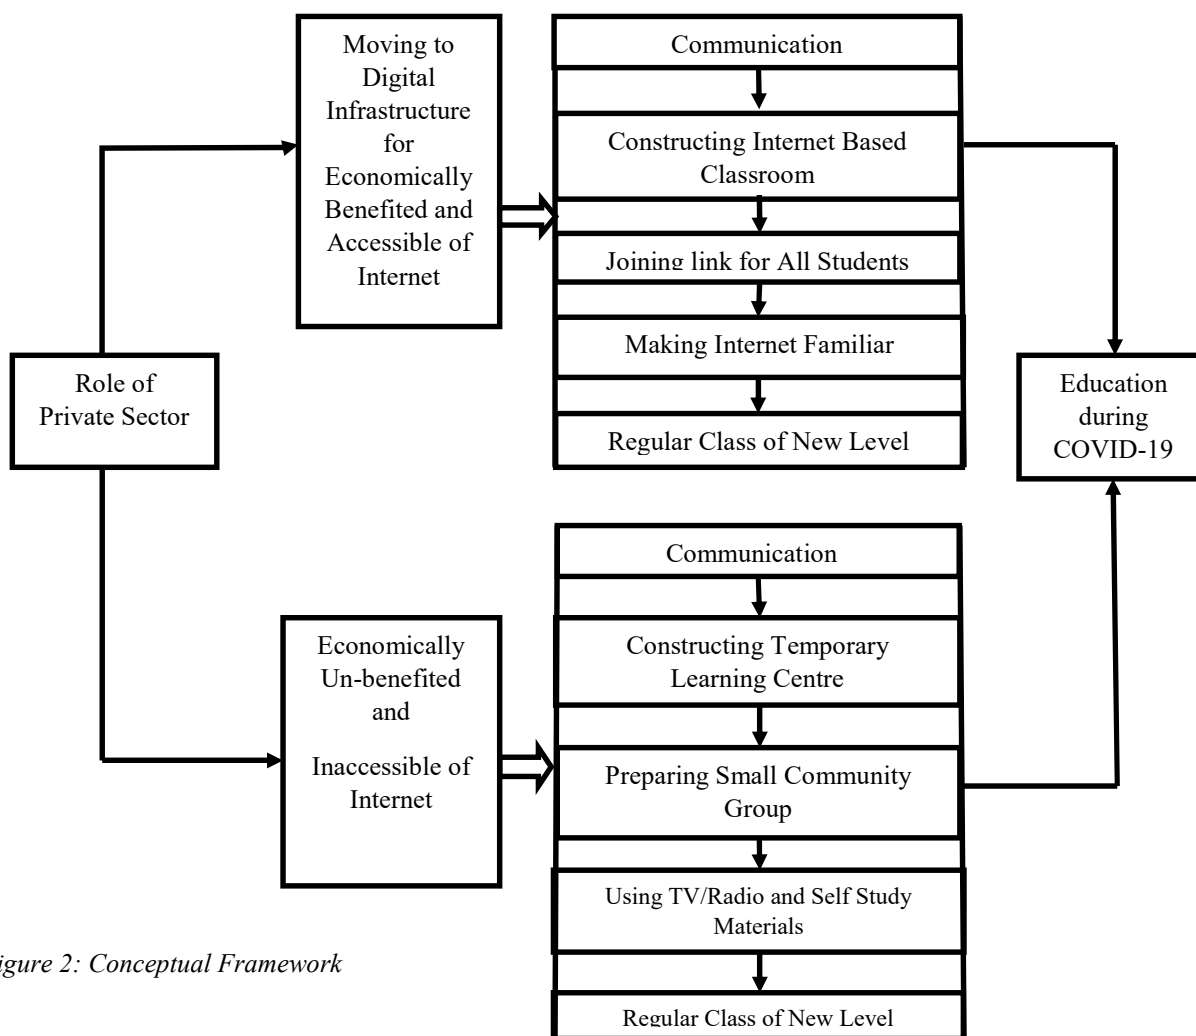 Role of
Private Sector
Moving to
Digital
Infrastructure
for
Economically
Benefited and
Accessible of
Internet
Communication
Constructing Internet Based
Classroom
Joining link for All Students
Making Internet Familiar
Regular Class of New Level
Education
during
COVID-19
Economically
Un-benefited
and
Inaccessible of
Internet
Communication
Constructing Temporary
Learning Centre
Preparing Small Community
Group
Using TV/Radio and Self Study
Materials
Regular Class of New Level
igure 2: Conceptual Framework